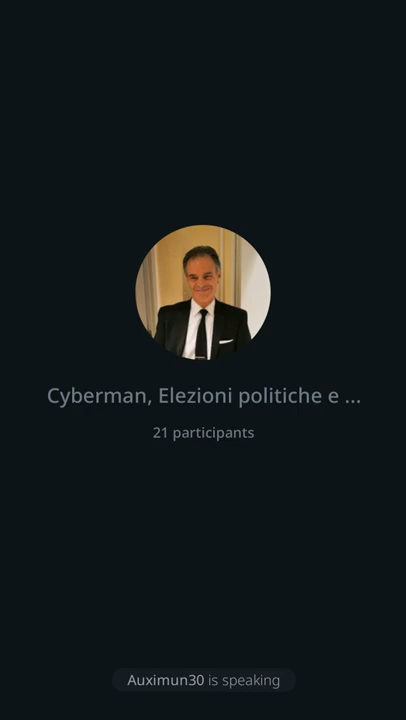 Cyberman, Elezioni politiche e ...
21 participants
Auximun30 is speaking